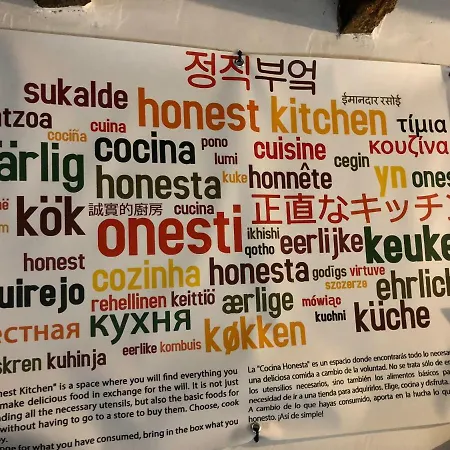 정직부엌
sukalde honest kitchen ईमानदार रसोई
cociña cuina pono cuisine cegin τίμια
ärlig cocina lumi κουζίνα
honesta kuke honnête yn
kök 誠實的廚房 cucina 正直なキッチン
onesti ikhishi qotho eerlijke
honest cozinha honesta godigs virtuve
rehellinen keittiö ærlige szczerze ehrlich
естная кухня μαγείρεμα kuchni küche
køkken
skren kuhinja eerlike kombuis
nest Kitchen" is a space where you will find everything you
make delicious food in exchange for the will. It is not just
ding all the necessary utensils, but also the basic foods for
without having to go to a store to buy them. Choose, cook
oy.
nge for what you have consumed, bring in the box what you
La "Cocina Honesta" es un espacio donde encontrarás todo lo necesar
una deliciosa comida a cambio de la voluntad. No se trata sólo de e
los utensilios necesarios, sino también los alimentos básicos pa
necesidad de ir a una tienda para adquirirlos. Elige, cocina y disfruta.
A cambio de lo que hayas consumido, aporta en la hucha lo qu
honesto. ¡Así de simple!